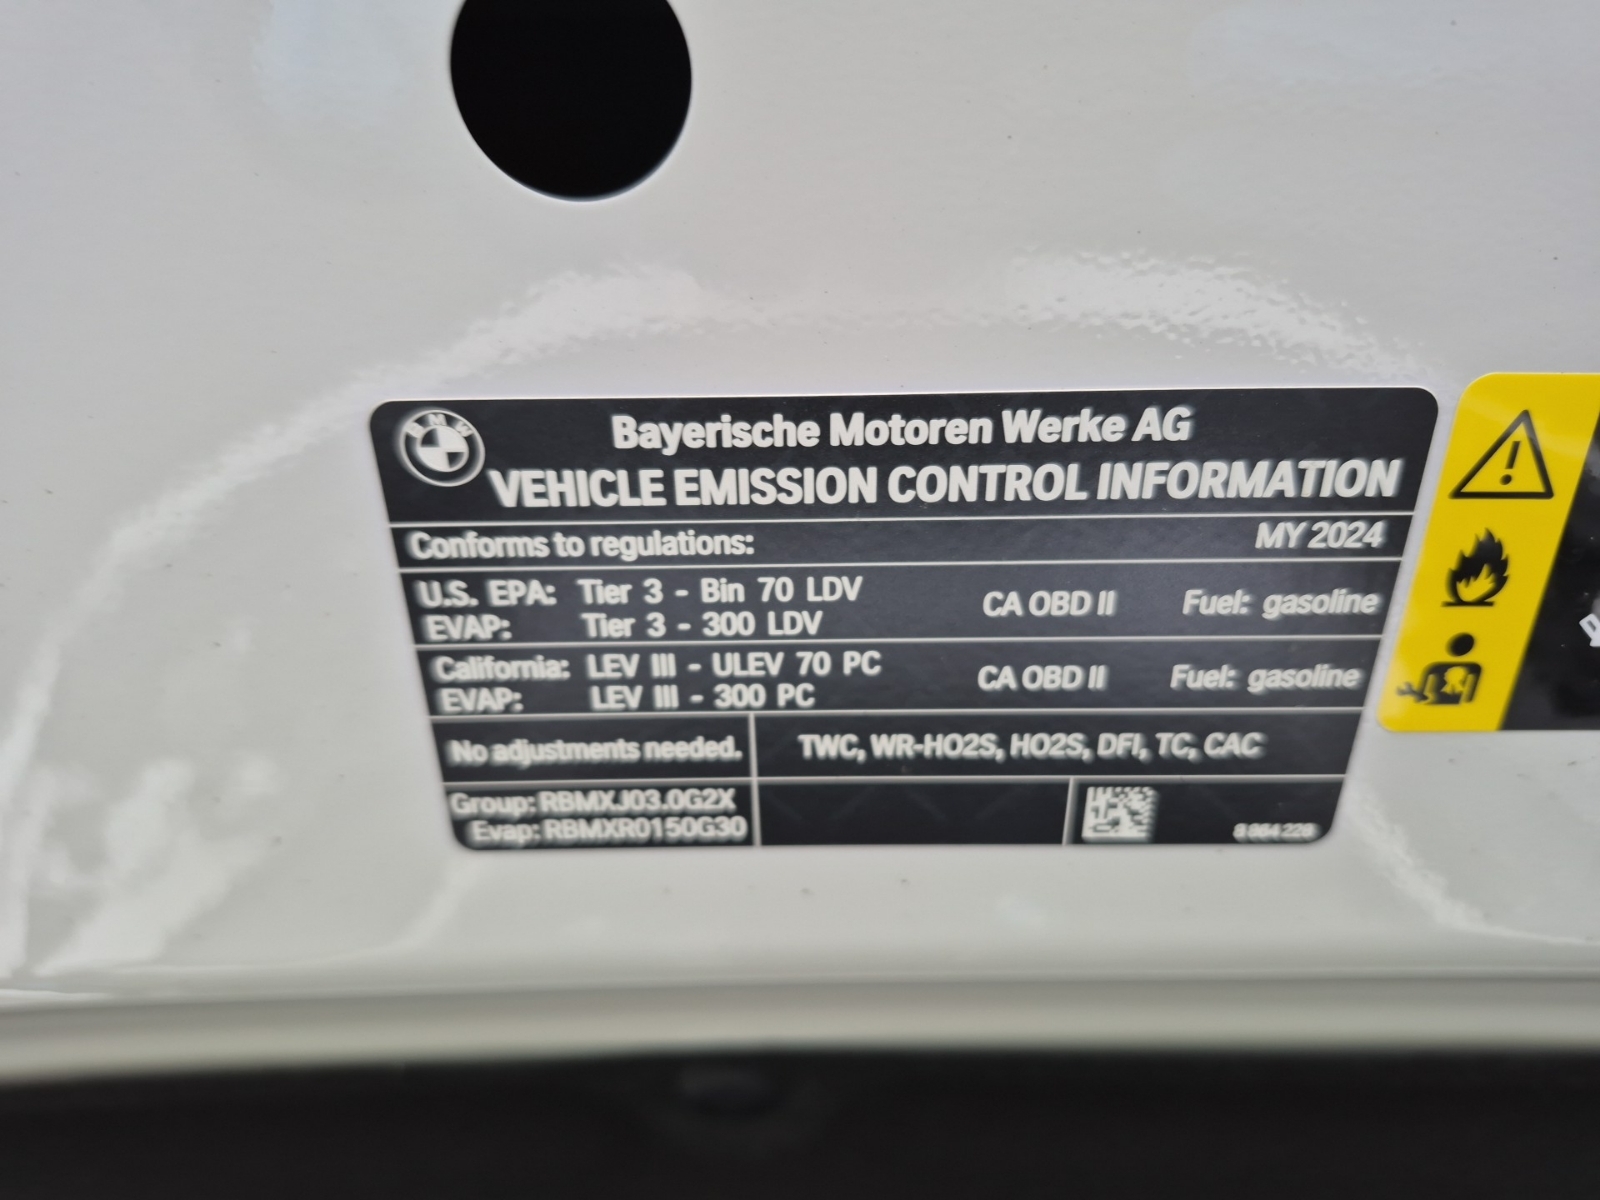 BMW
Bayerische Motoren Werke AG
VEHICLE EMISSION CONTROL INFORMATION
Conforms to regulations: MY 2024
U.S. EPA: Tier 3 - Bin 70 LDV CA OBD II Fuel: gasoline
EVAP: Tier 3 - 300 LDV
California: LEV III - ULEV 70 PC CA OBD II Fuel: gasoline
EVAP: LEV III - 300 PC
No adjustments needed. TWC, WR-HO2S, HO2S, DFI, TC, CAC
Group: RBMXJ03.0G2X
Evap: RBMXR0150G30